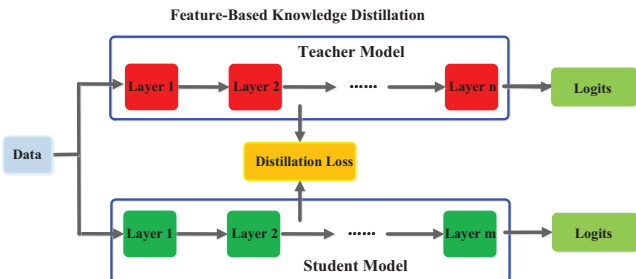 Feature-Based Knowledge Distillation
Teacher Model
Layer 1 Layer 2 ...... Layer n Logits
Data
Distillation Loss
Layer 1 Layer 2 ...... Layer m Logits
Student Model